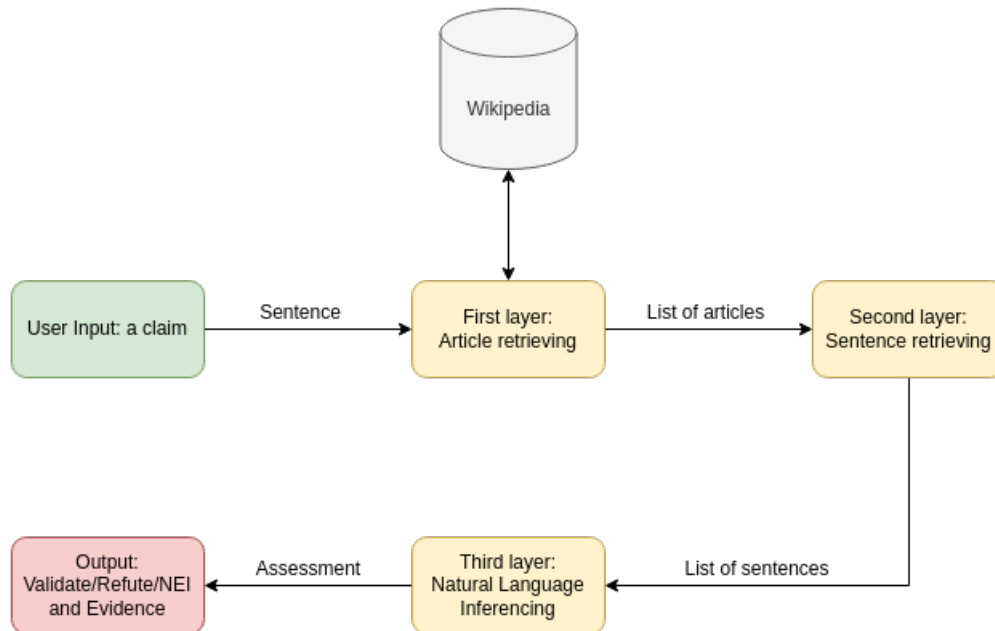 Wikipedia
User Input: a claim
Sentence
First layer:
Article retrieving
List of articles
Second layer:
Sentence retrieving
Output:
Validate/Refute/NEI
and Evidence
Assessment
Third layer:
Natural Language
Inferencing
List of sentences